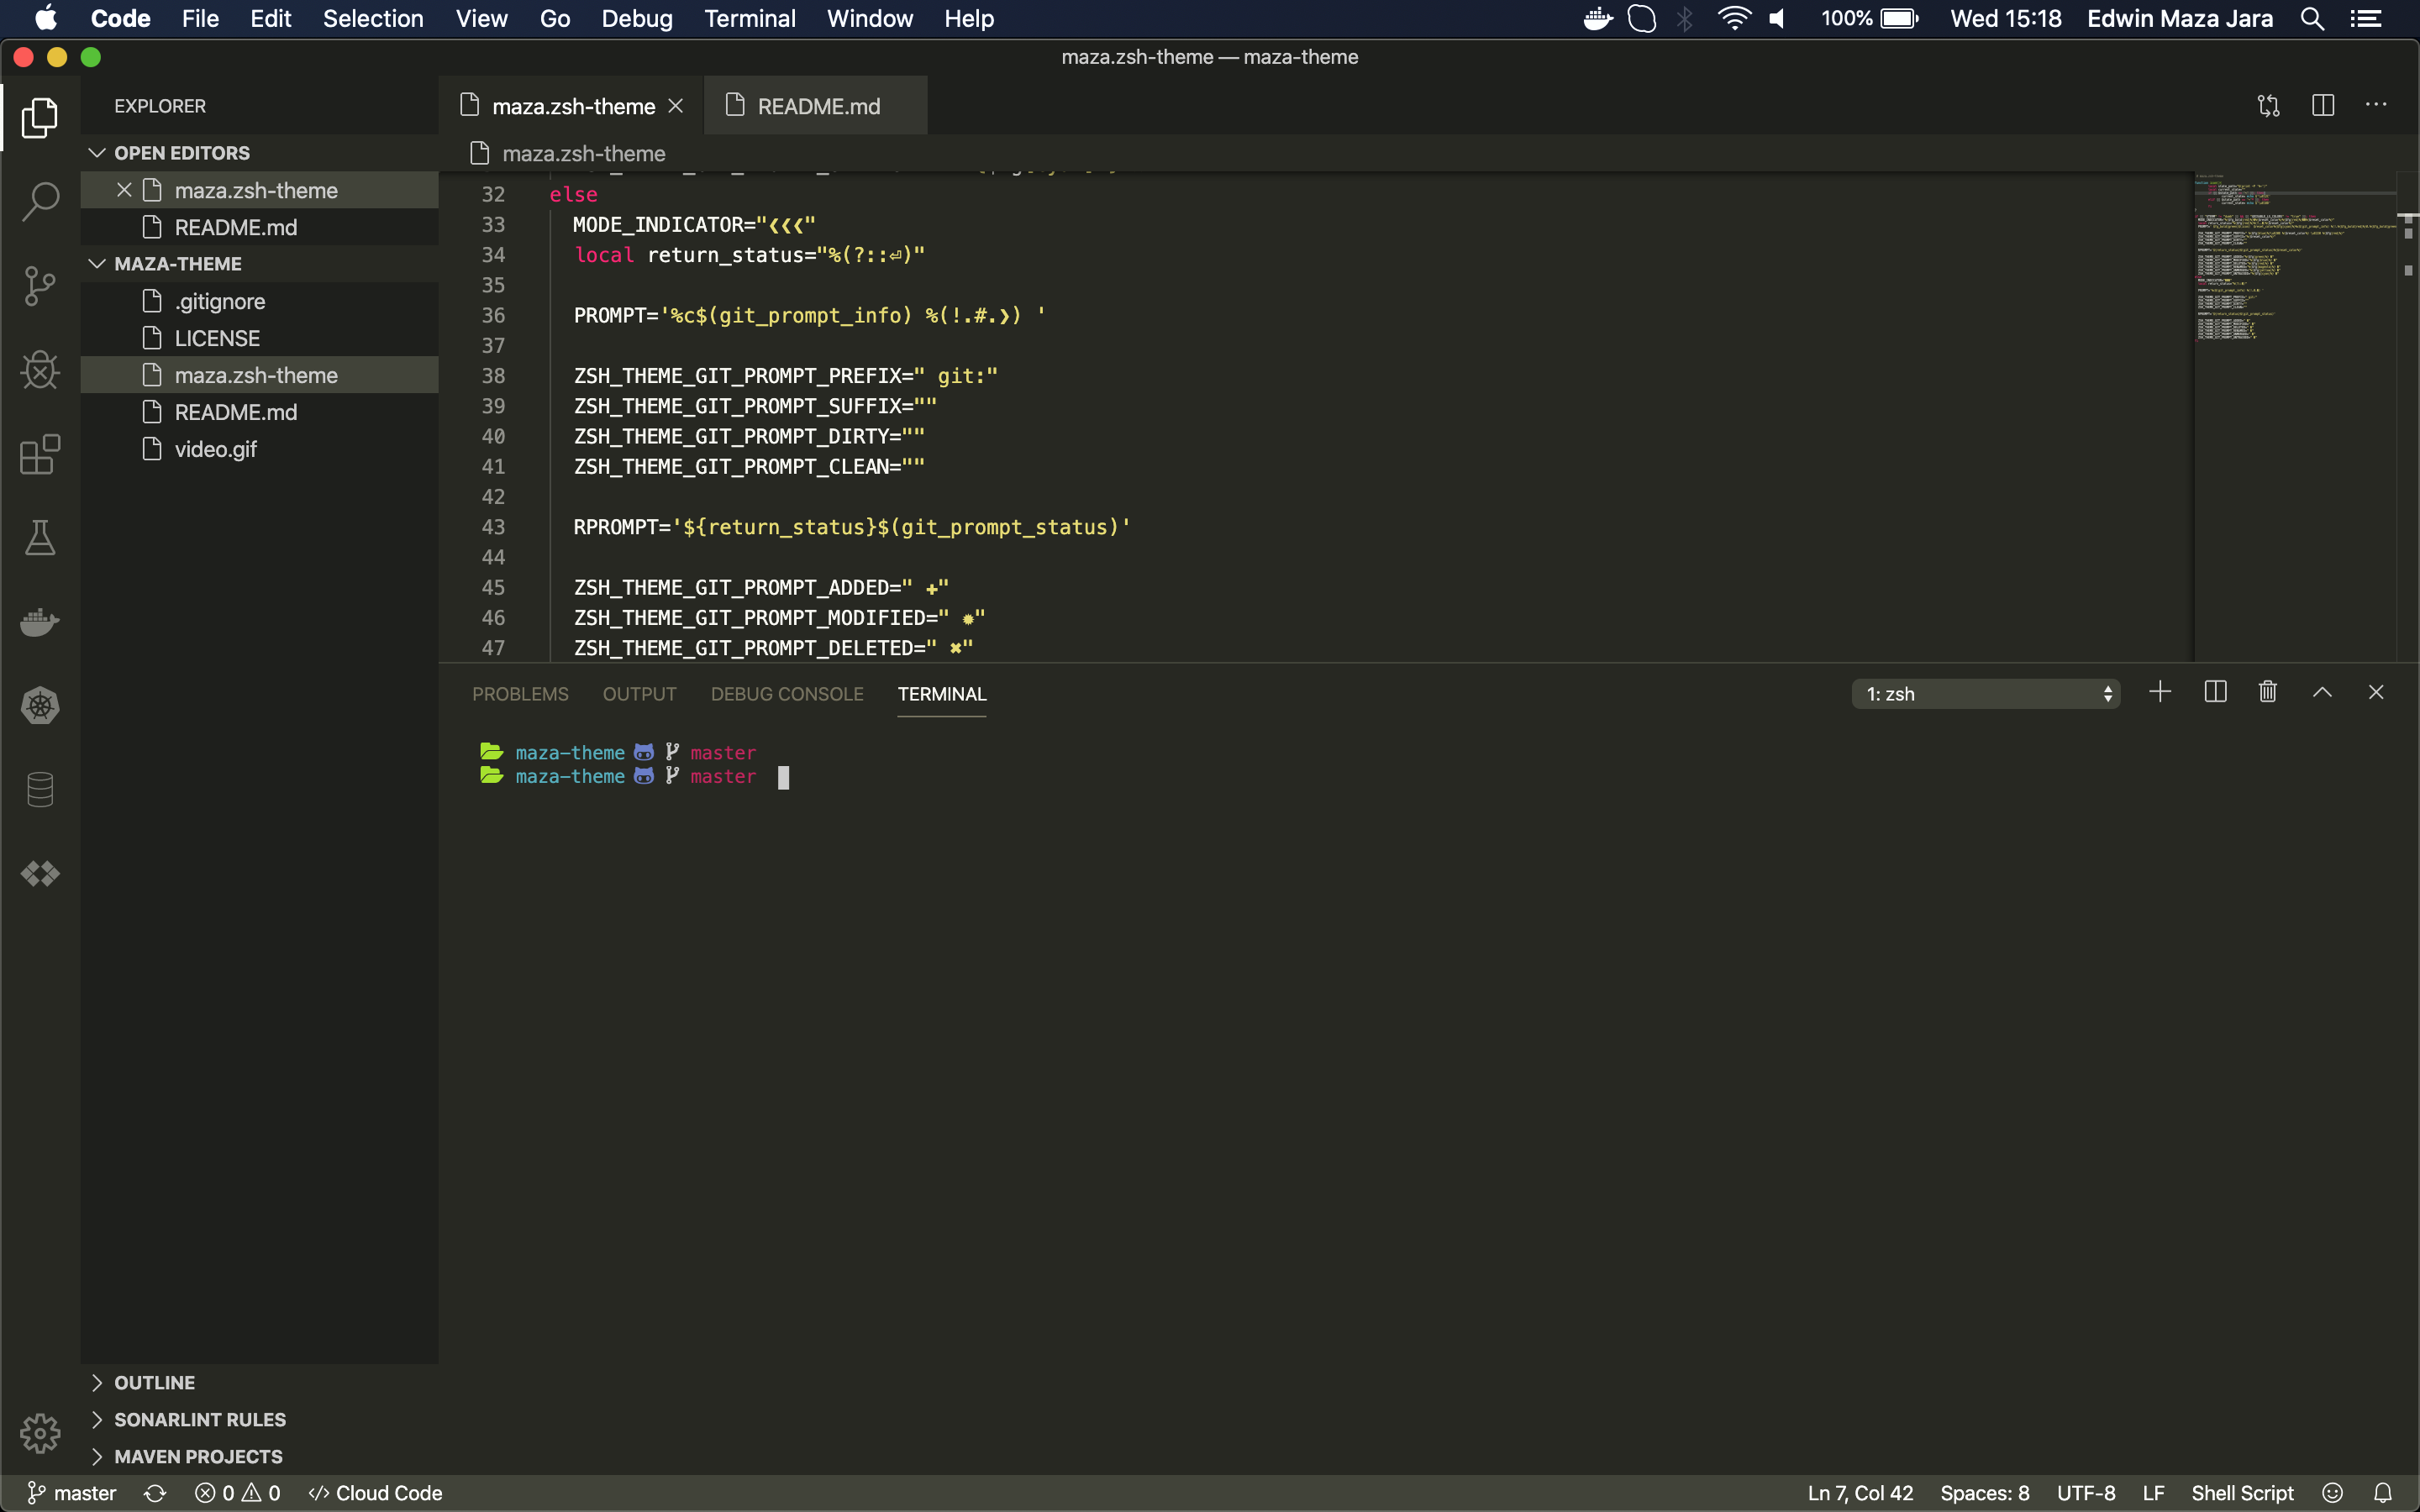 Code File Edit Selection View Go Debug Terminal Window Help 100% Wed 15:18 Edwin Maza Jara
maza.zsh-theme — maza-theme
EXPLORER
OPEN EDITORS
maza.zsh-theme
README.md
MAZA-THEME
.gitignore
LICENSE
maza.zsh-theme
README.md
video.gif
OUTLINE
SONARLINT RULES
MAVEN PROJECTS
maza.zsh-theme README.md
maza.zsh-theme
32 else
33 MODE_INDICATOR="❮❮❮"
34 local return_status="%(?::⏎)"
35
36 PROMPT='%c$(git_prompt_info) %(!.#.❯) '
37
38 ZSH_THEME_GIT_PROMPT_PREFIX=" git:"
39 ZSH_THEME_GIT_PROMPT_SUFFIX=""
40 ZSH_THEME_GIT_PROMPT_DIRTY=""
41 ZSH_THEME_GIT_PROMPT_CLEAN=""
42
43 RPROMPT='${return_status}$(git_prompt_status)'
44
45 ZSH_THEME_GIT_PROMPT_ADDED=" ✚"
46 ZSH_THEME_GIT_PROMPT_MODIFIED=" ✹"
47 ZSH_THEME_GIT_PROMPT_DELETED=" ✖"
PROBLEMS OUTPUT DEBUG CONSOLE TERMINAL 1: zsh
maza-theme master
maza-theme master
master 0 0 Cloud Code Ln 7, Col 42 Spaces: 8 UTF-8 LF Shell Script